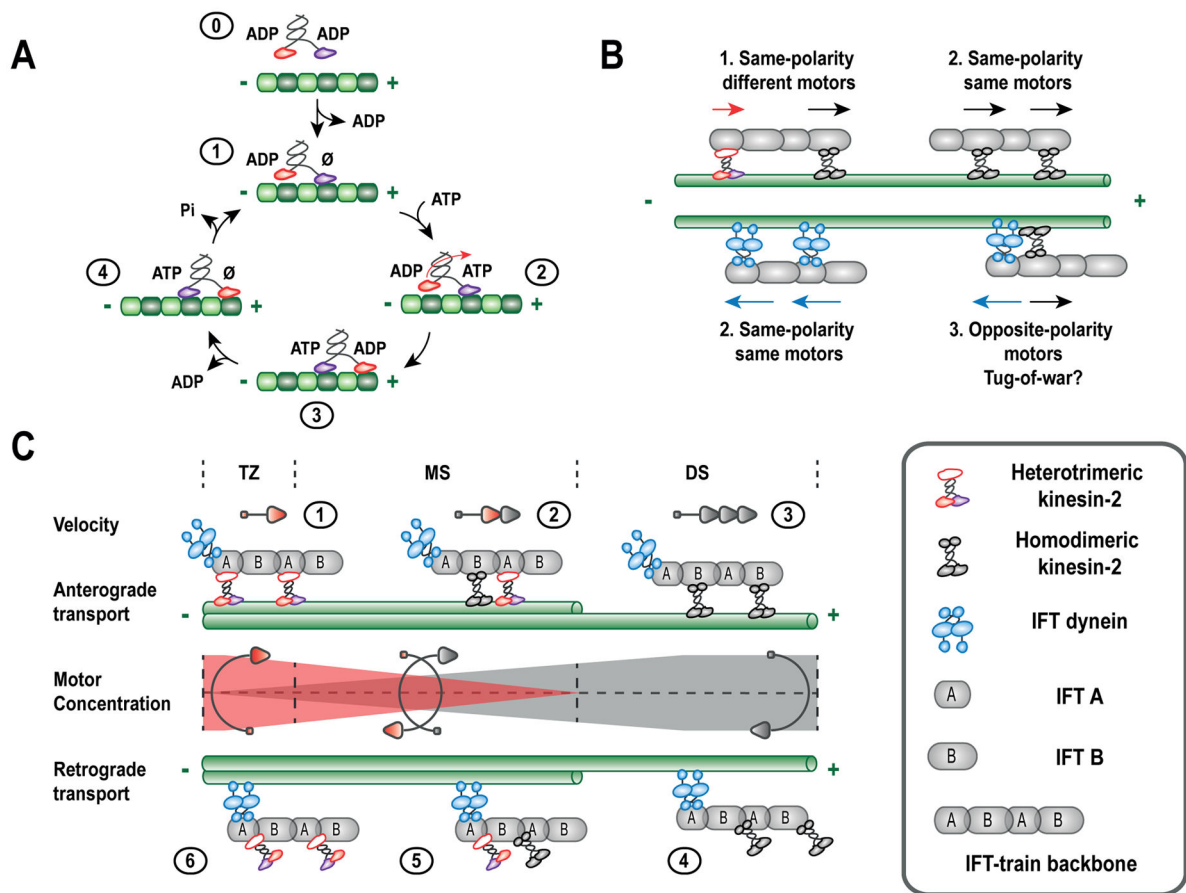 A
0
ADP ADP
- +
ADP
1
ADP Ø
- +
Pi
ATP
4
ATP Ø
- +
ADP ATP
2
- +
ADP
ATP ADP
- +
3
B
1. Same-polarity
different motors
2. Same-polarity
same motors
- +
2. Same-polarity
same motors
3. Opposite-polarity
motors
Tug-of-war?
C
TZ MS DS
Velocity
1 2 3
A B A B
A B A B
A B A B
Anterograde
transport
- +
Motor
Concentration
Retrograde
transport
- +
A B A B
A B A B
A B A B
6 5 4
Heterotrimeric
kinesin-2
Homodimeric
kinesin-2
IFT dynein
A IFT A
B IFT B
A B A B
IFT-train backbone